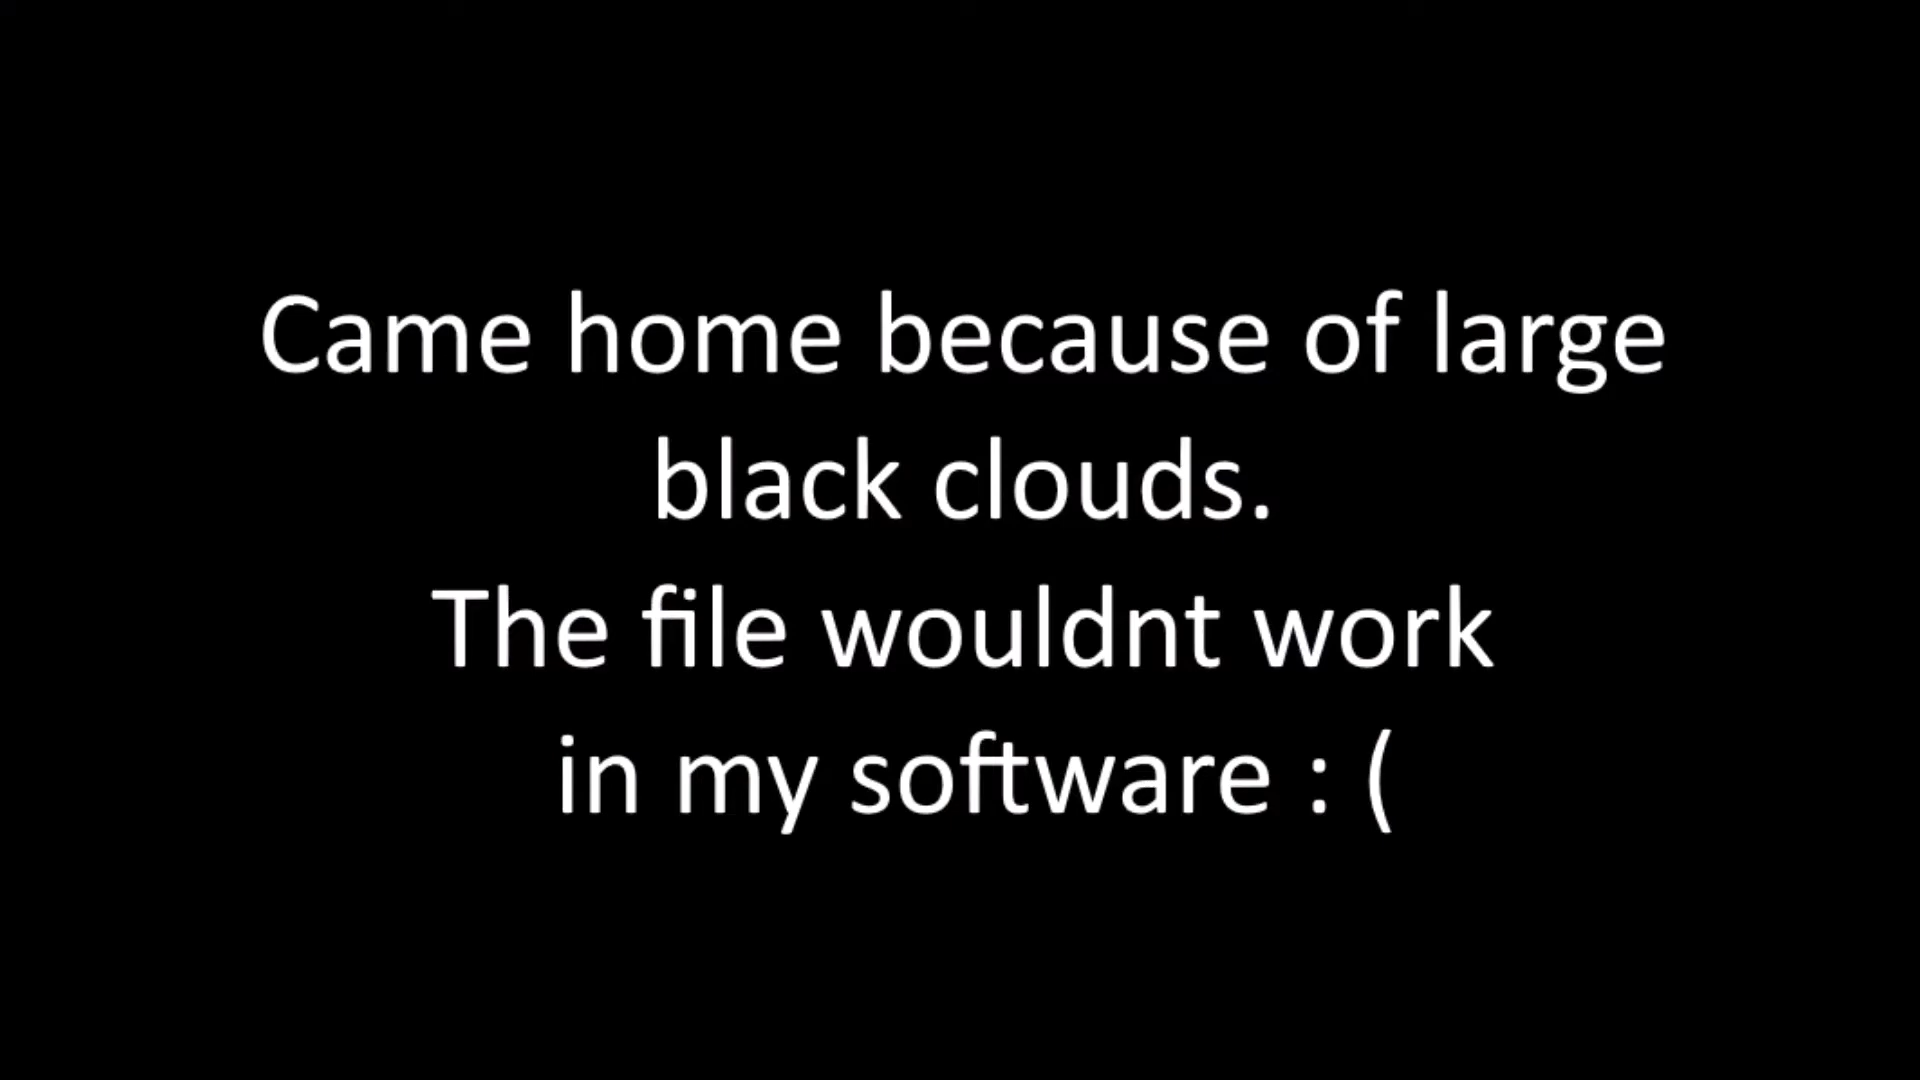 Came home because of large
black clouds.
The file wouldnt work
in my software : (